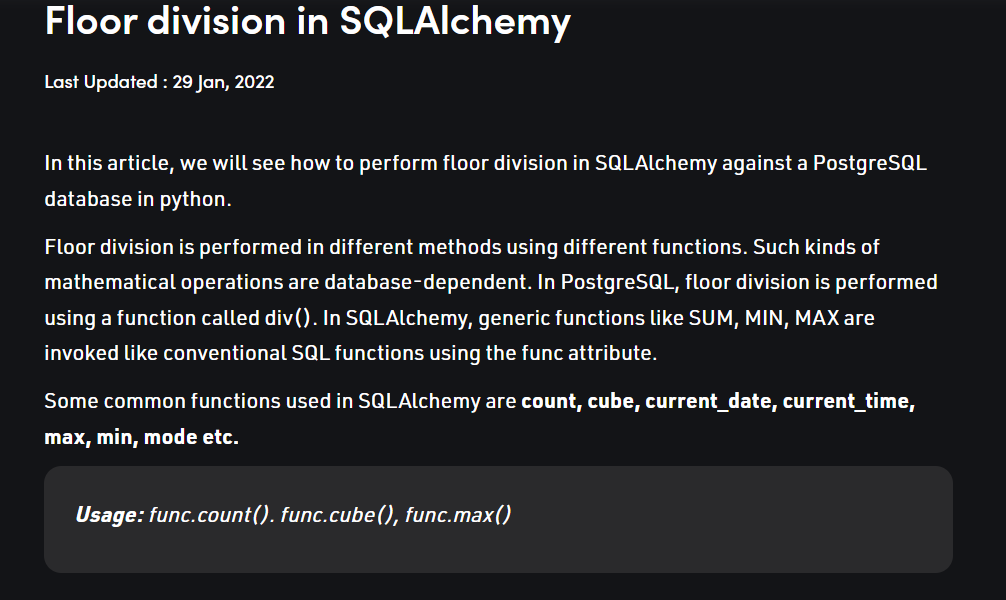 Floor division in SQLAlchemy
Last Updated : 29 Jan, 2022
In this article, we will see how to perform floor division in SQLAlchemy against a PostgreSQL
database in python.
Floor division is performed in different methods using different functions. Such kinds of
mathematical operations are database-dependent. In PostgreSQL, floor division is performed
using a function called div(). In SQLAlchemy, generic functions like SUM, MIN, MAX are
invoked like conventional SQL functions using the func attribute.
Some common functions used in SQLAlchemy are count, cube, current_date, current_time,
max, min, mode etc.
Usage: func.count(). func.cube(), func.max()